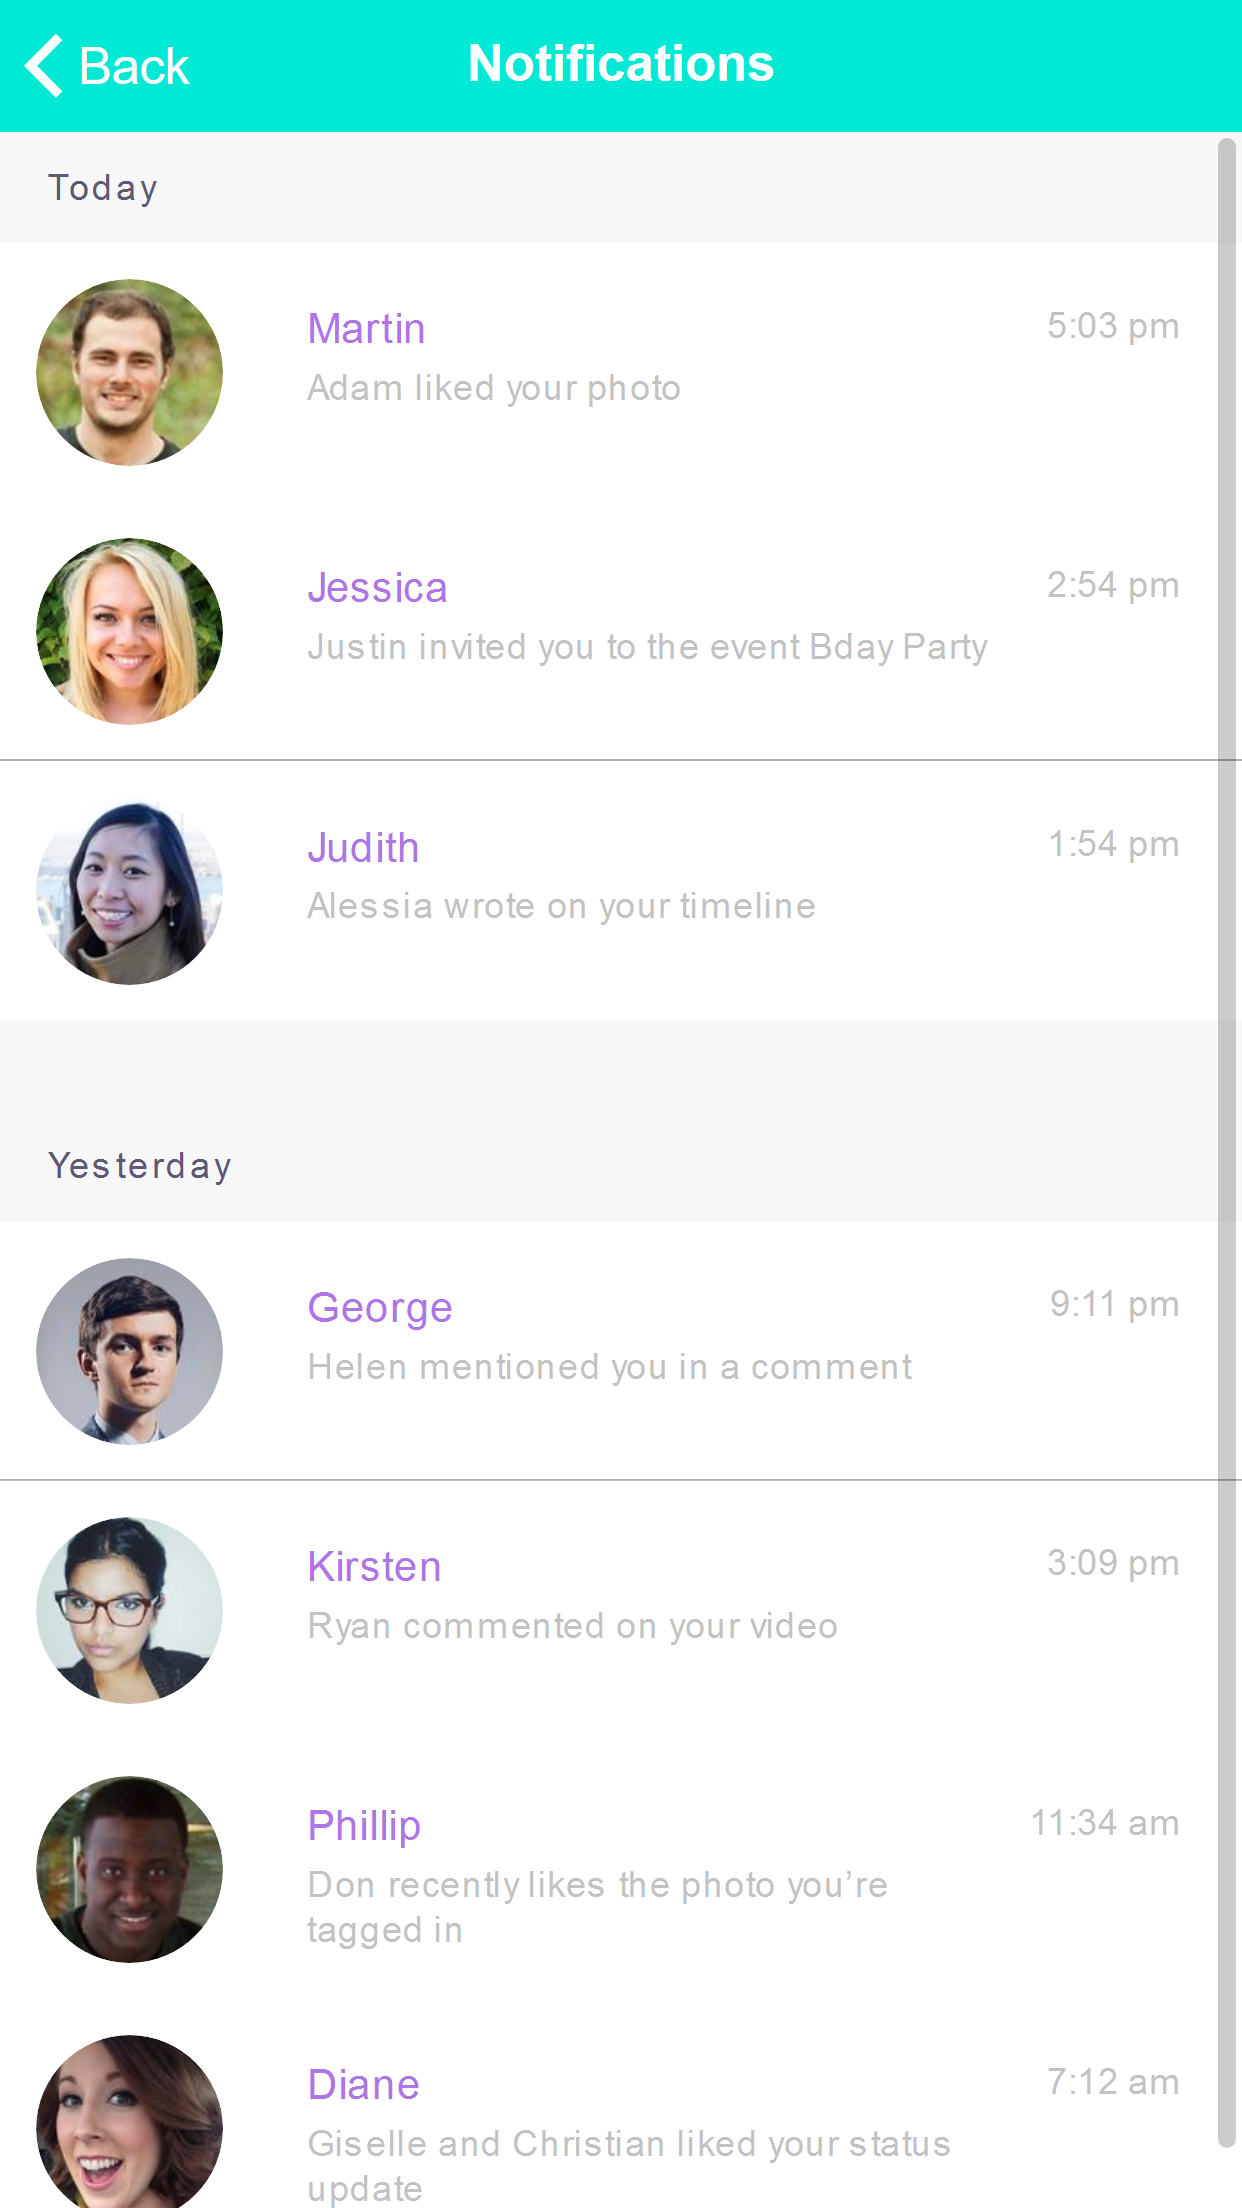 Back
Notifications
Today
Martin
5:03 pm
Adam liked your photo
Jessica
2:54 pm
Justin invited you to the event Bday Party
Judith
1:54 pm
Alessia wrote on your timeline
Yesterday
George
9:11 pm
Helen mentioned you in a comment
Kirsten
3:09 pm
Ryan commented on your video
Phillip
11:34 am
Don recently likes the photo you’re
tagged in
Diane
7:12 am
Giselle and Christian liked your status
update